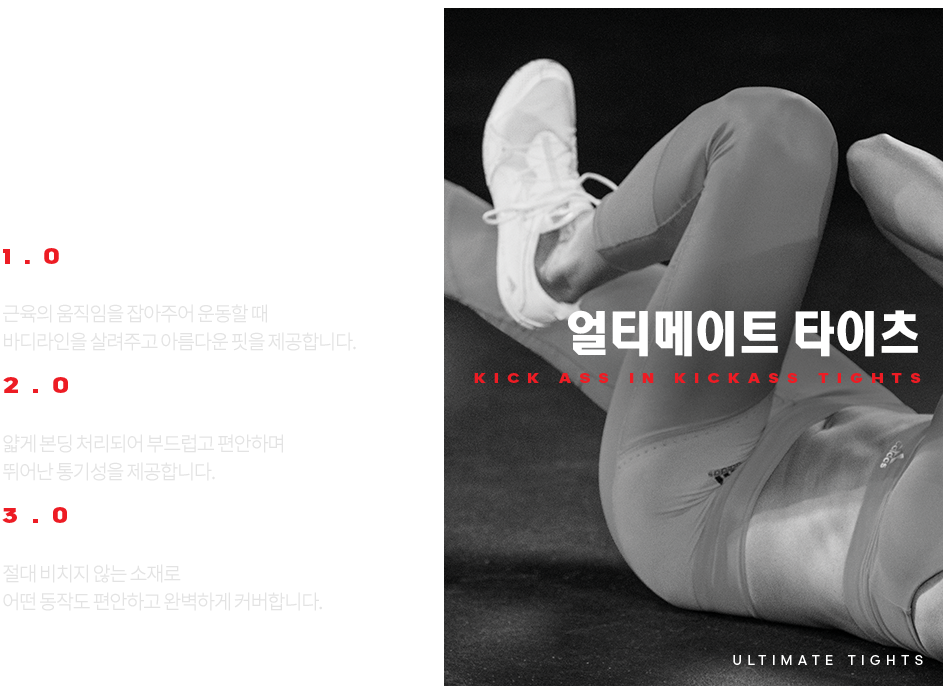 1.0
근육의 움직임을 잡아주어 운동할 때
바디라인을 살려주고 아름다운 핏을 제공합니다.
2.0
얇게 본딩 처리되어 부드럽고 편안하며
뛰어난 통기성을 제공합니다.
3.0
절대 비치지 않는 소재로
어떤 동작도 편안하고 완벽하게 커버합니다.
얼티메이트 타이츠
KICK ASS IN KICKASS TIGHTS
ULTIMATE TIGHTS